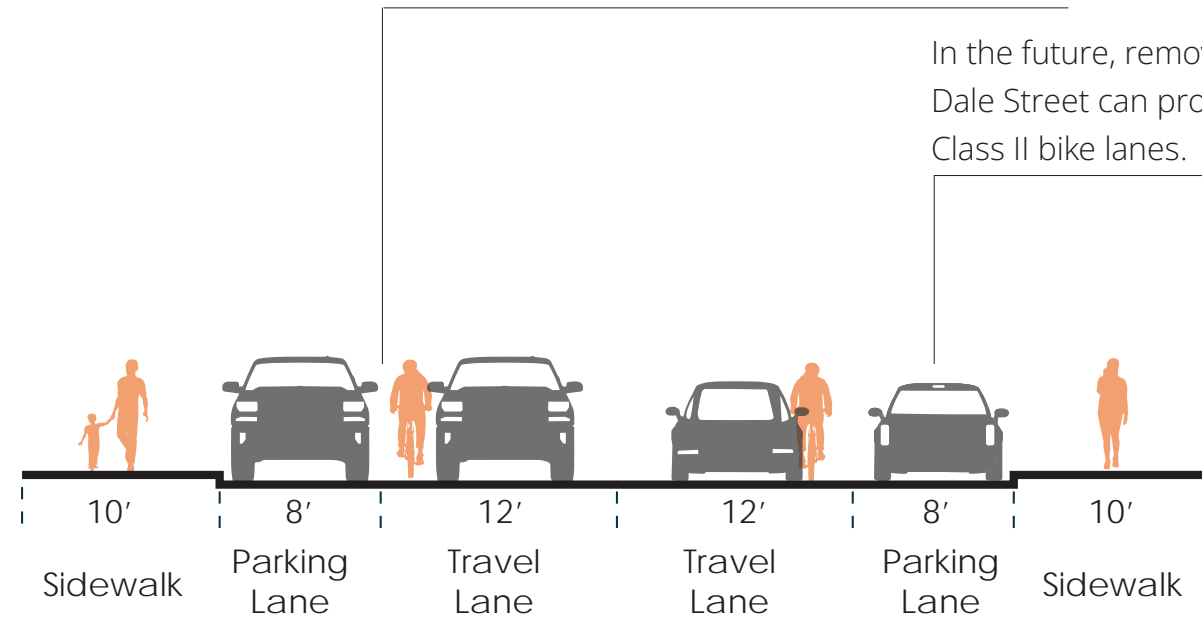 In the future, remo
Dale Street can pro
Class II bike lanes.
10’ 8’ 12’ 12’ 8’ 10’
Sidewalk Parking Lane Travel Lane Travel Lane Parking Lane Sidewalk